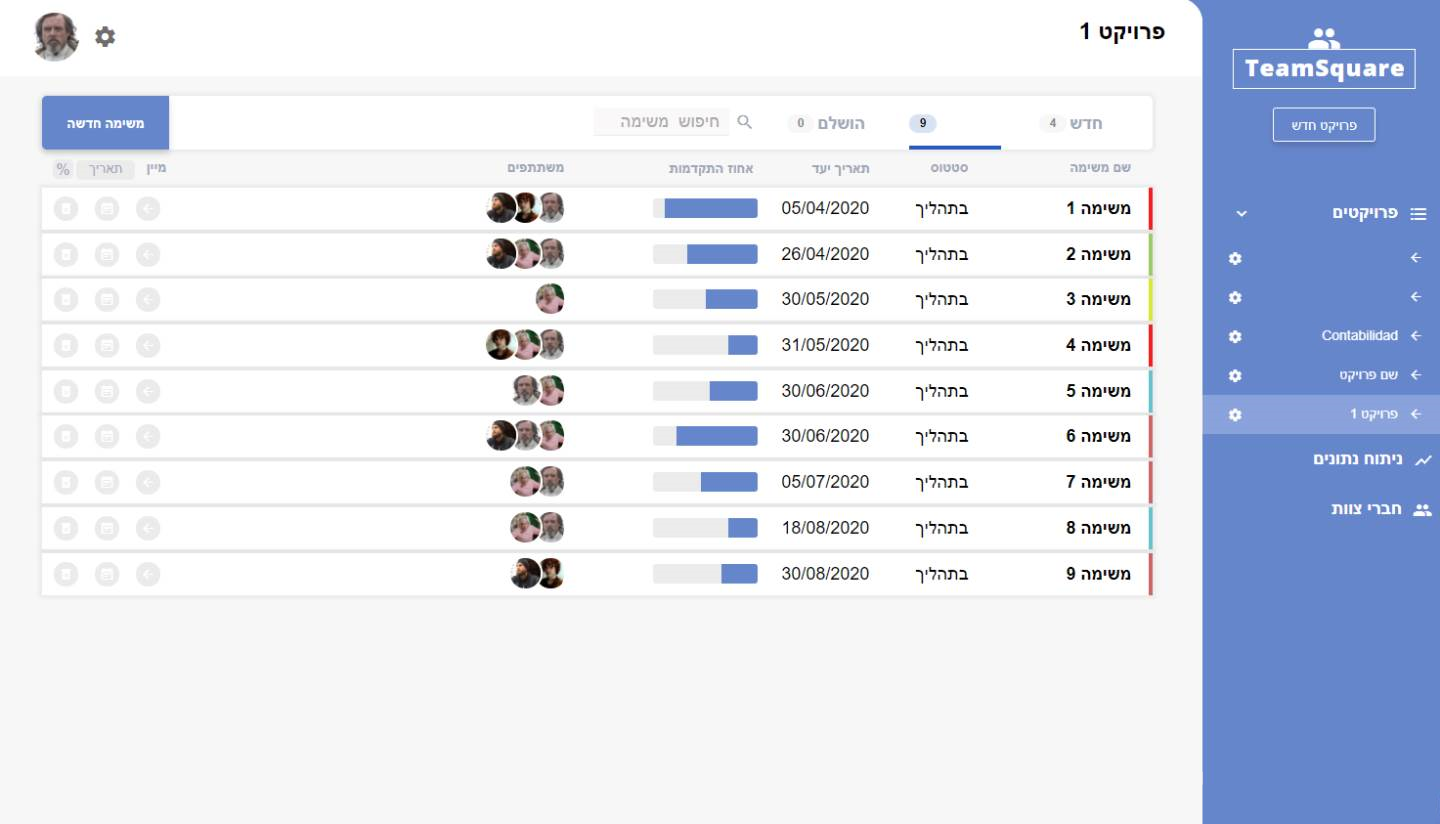 פרויקט 1
TeamSquare
פרויקט חדש
פרויקטים
Contabilidad
שם פרויקט
פרויקט 1
ניתוח נתונים
חברי צוות
חדש 4
9
הושלם 0
חיפוש משימה
משימה חדשה
שם משימה סטטוס תאריך יעד אחוז התקדמות משתתפים מיין תאריך %
משימה 1 בתהליך 05/04/2020
משימה 2 בתהליך 26/04/2020
משימה 3 בתהליך 30/05/2020
משימה 4 בתהליך 31/05/2020
משימה 5 בתהליך 30/06/2020
משימה 6 בתהליך 30/06/2020
משימה 7 בתהליך 05/07/2020
משימה 8 בתהליך 18/08/2020
משימה 9 בתהליך 30/08/2020